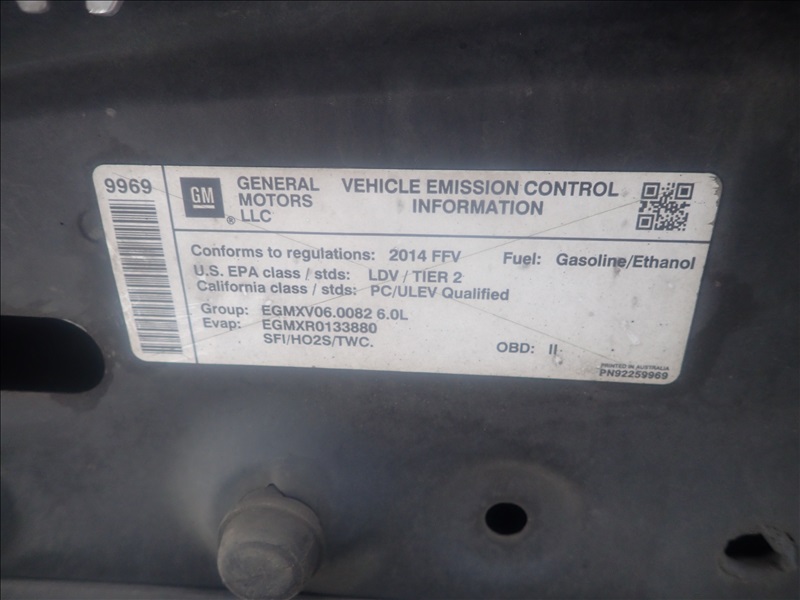 9969
GM
®
GENERAL
MOTORS
LLC
VEHICLE EMISSION CONTROL
INFORMATION
Conforms to regulations: 2014 FFV Fuel: Gasoline/Ethanol
U.S. EPA class / stds: LDV / TIER 2
California class / stds: PC/ULEV Qualified
Group: EGMXV06.0082 6.0L
Evap: EGMXR0133880
SFI/HO2S/TWC.
OBD: II
PRINTED IN AUSTRALIA
PN92259969